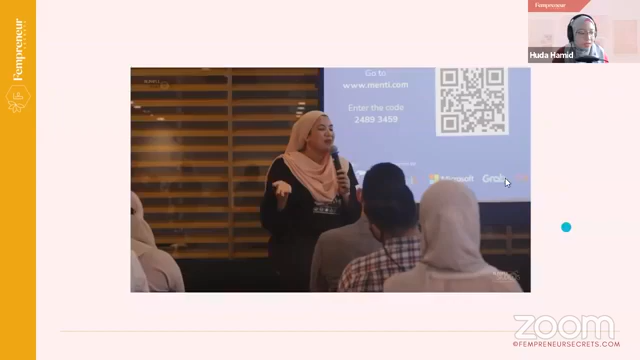 Fempreneur
Fempreneur
Huda Hamid
Go to
www.menti.com
Enter the code
2489 3459
Microsoft
Grab
zoom
©FEMPRENEURSECRETS.COM